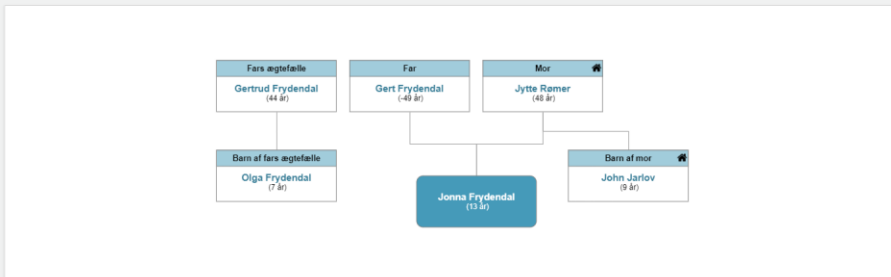 Fars ægtefælle
Gertrud Frydendal
(44 år)
Far
Gert Frydendal
(-49 år)
Mor
Jytte Rømer
(48 år)
Barn af fars ægtefælle
Olga Frydendal
(7 år)
Jonna Frydendal
(13 år)
Barn af mor
John Jarlov
(9 år)